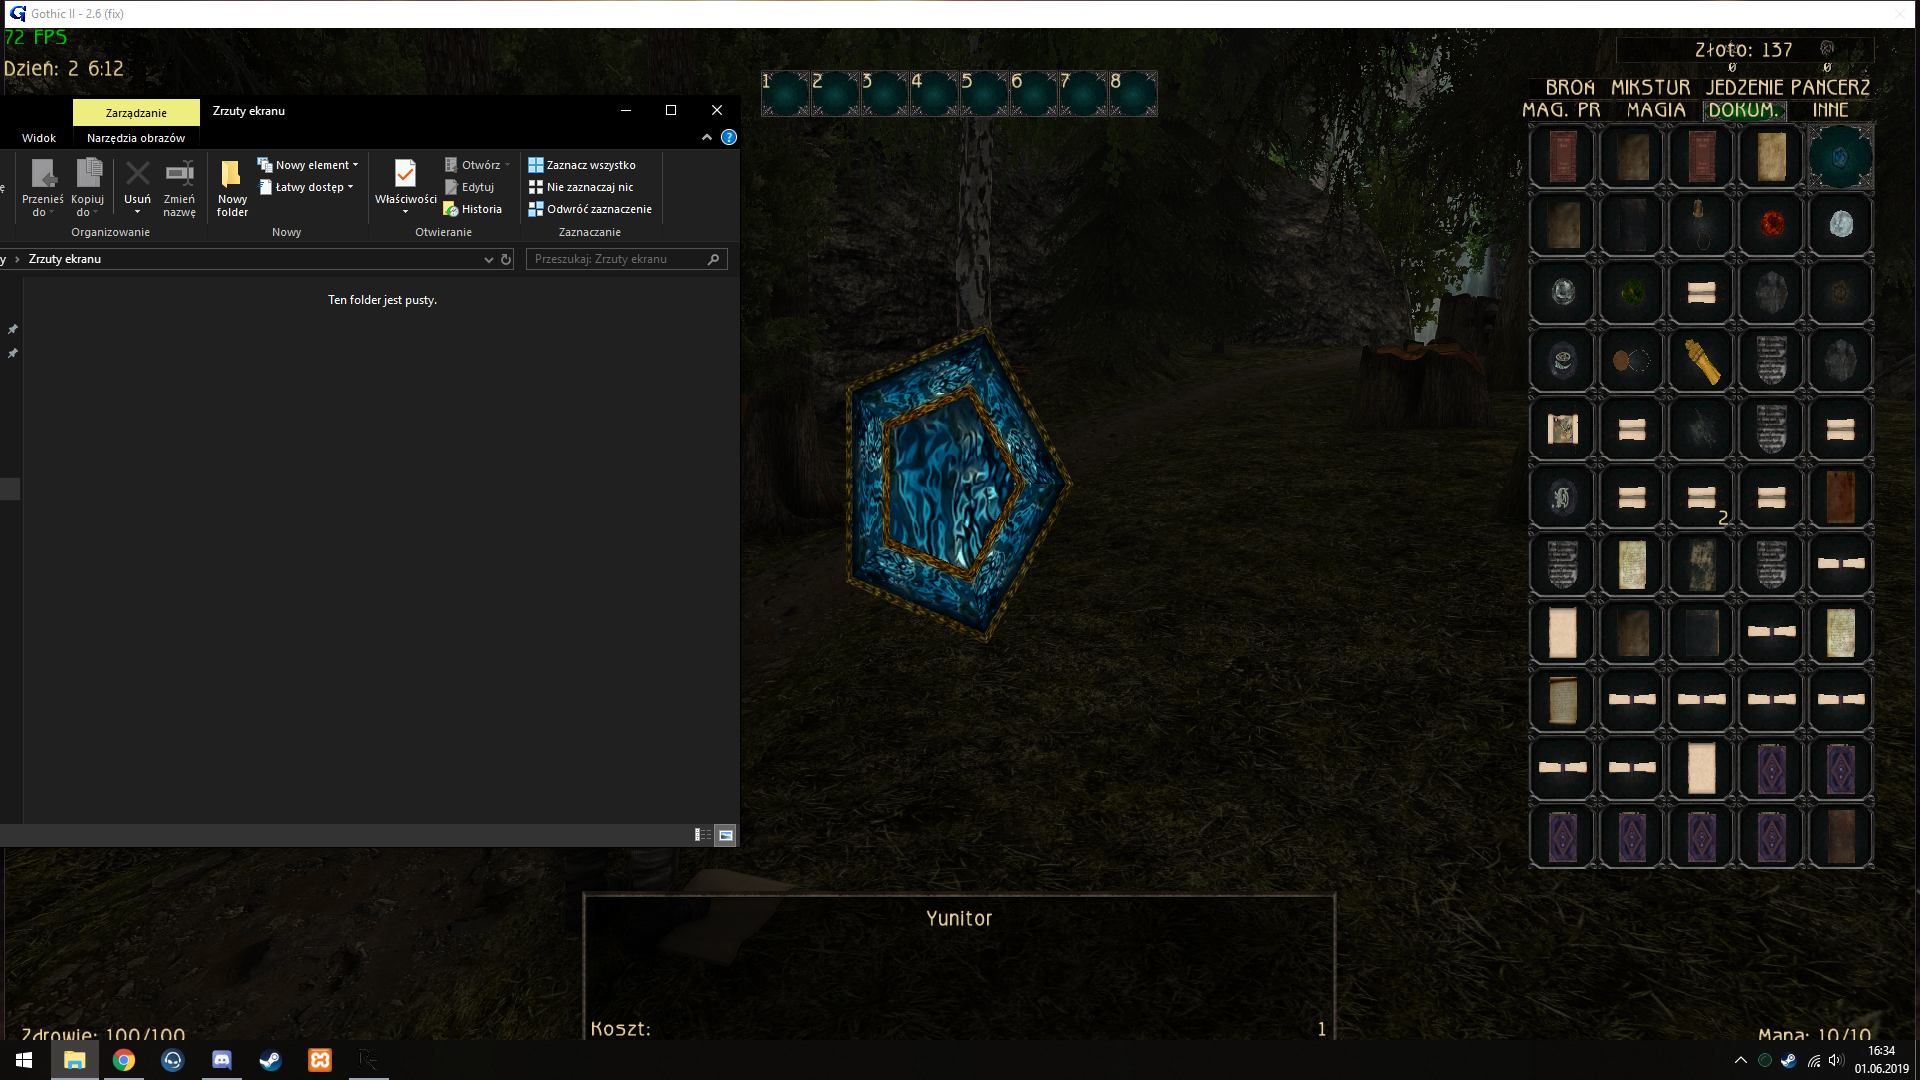 Gothic II - 2.6 (fix)
72 FPS
Dzień: 2 6:12
1 2 3 4 5 6 7 8
Złoto: 137
0 0
BROŃ MIKSTUR JEDZENIE PANCERZ
MAG. PR MAGIA DOKUM. INNE
2
Zarządzanie
Zrzuty ekranu
Widok
Narzędzia obrazów
Przenieś do
Kopiuj do
Usuń
Zmień nazwę
Organizowanie
Nowy folder
Nowy element
Łatwy dostęp
Nowy
Właściwości
Otwórz
Edytuj
Historia
Otwieranie
Zaznacz wszystko
Nie zaznaczaj nic
Odwróć zaznaczenie
Zaznaczanie
y › Zrzuty ekranu
Przeszukaj: Zrzuty ekranu
Ten folder jest pusty.
Yunitor
Koszt: 1
Zdrowie: 100/100
Mana: 10/10
16:34
01.06.2019